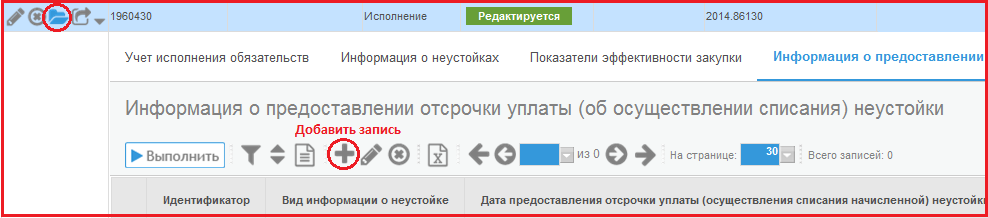 1960430 Исполнение Редактируется 2014.86130
Учет исполнения обязательств Информация о неустойках Показатели эффективности закупки Информация о предоставлении
Информация о предоставлении отсрочки уплаты (об осуществлении списания) неустойки
Добавить запись
Выполнить из 0 На странице: 30 Всего записей: 0
Идентификатор Вид информации о неустойке Дата предоставления отсрочки уплаты (осуществления списания начисленной) неустойки